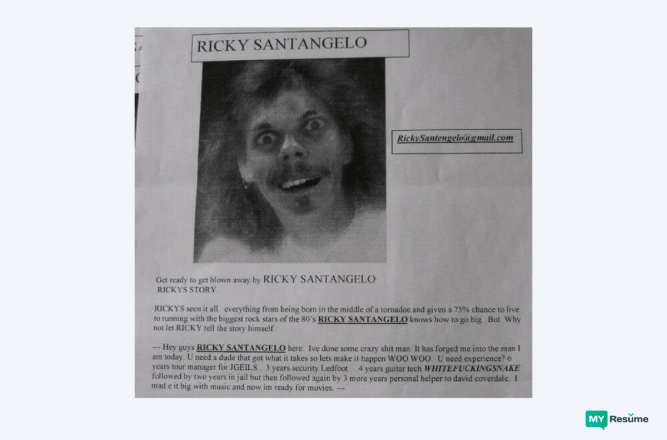 RICKY SANTANGELO
RickySantengelo@gmail.com
Get ready to get blown away by RICKY SANTANGELO
RICKYS STORY.
RICKYS seen it all. everything from being born in the middle of a tornadoe and given a 75% chance to live
to running with the biggest rock stars of the 80's RICKY SANTANGELO knows how to go big. But Why
not let RICKY tell the story himself.
--- Hey guys RICKY SANTANGELO here. Ive done some crazy shit man. It has forged me into the man I
am today. U need a dude that got what it takes so lets make it happen WOO WOO. U need experience? 6
years tour manager for JGEILS. 3 years security Ledfoot. 4 years guitar tech WHITEFUCKINGSNAKE
followed by two years in jail but then followed again by 3 more years personal helper to david coverdale. I
mad e it big with music and now im ready for movies. ---
MY Resume